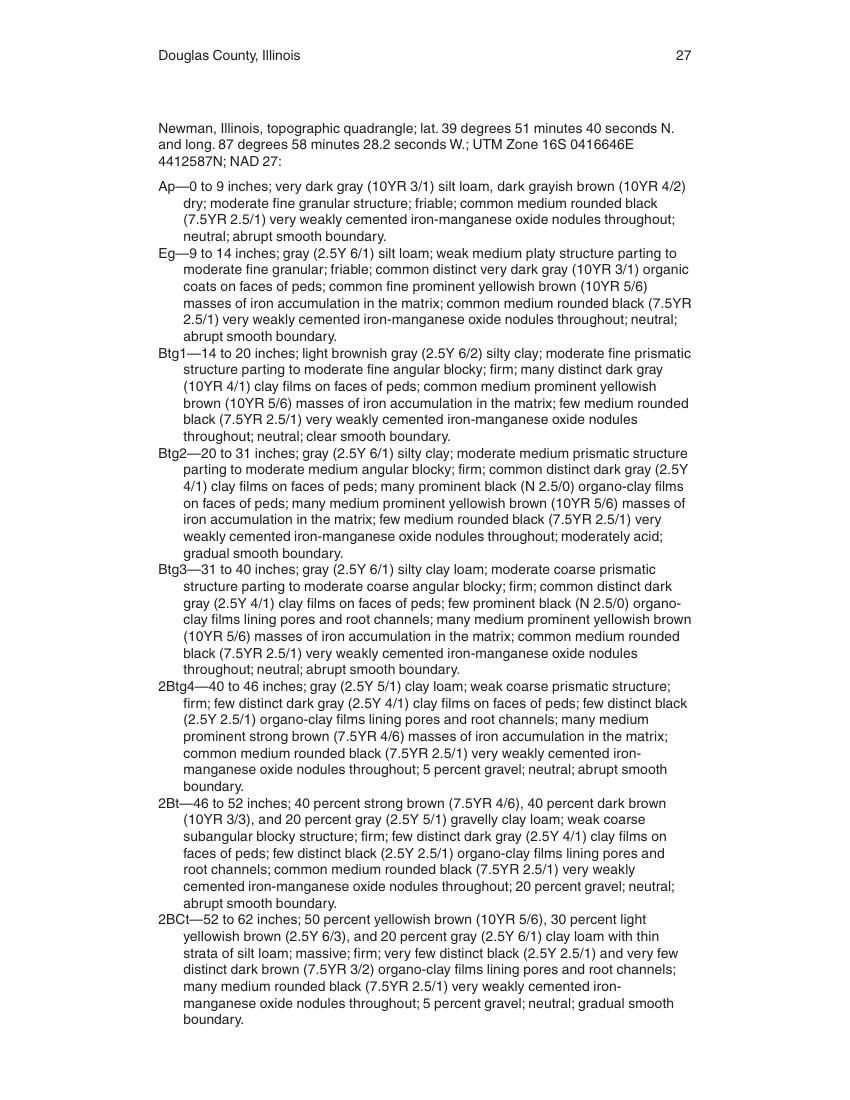 Douglas County, Illinois 27
Newman, Illinois, topographic quadrangle; lat. 39 degrees 51 minutes 40 seconds N.
and long. 87 degrees 58 minutes 28.2 seconds W.; UTM Zone 16S 0416646E
4412587N; NAD 27:
Ap—0 to 9 inches; very dark gray (10YR 3/1) silt loam, dark grayish brown (10YR 4/2)
dry; moderate fine granular structure; friable; common medium rounded black
(7.5YR 2.5/1) very weakly cemented iron-manganese oxide nodules throughout;
neutral; abrupt smooth boundary.
Eg—9 to 14 inches; gray (2.5Y 6/1) silt loam; weak medium platy structure parting to
moderate fine granular; friable; common distinct very dark gray (10YR 3/1) organic
coats on faces of peds; common fine prominent yellowish brown (10YR 5/6)
masses of iron accumulation in the matrix; common medium rounded black (7.5YR
2.5/1) very weakly cemented iron-manganese oxide nodules throughout; neutral;
abrupt smooth boundary.
Btg1—14 to 20 inches; light brownish gray (2.5Y 6/2) silty clay; moderate fine prismatic
structure parting to moderate fine angular blocky; firm; many distinct dark gray
(10YR 4/1) clay films on faces of peds; common medium prominent yellowish
brown (10YR 5/6) masses of iron accumulation in the matrix; few medium rounded
black (7.5YR 2.5/1) very weakly cemented iron-manganese oxide nodules
throughout; neutral; clear smooth boundary.
Btg2—20 to 31 inches; gray (2.5Y 6/1) silty clay; moderate medium prismatic structure
parting to moderate medium angular blocky; firm; common distinct dark gray (2.5Y
4/1) clay films on faces of peds; many prominent black (N 2.5/0) organo-clay films
on faces of peds; many medium prominent yellowish brown (10YR 5/6) masses of
iron accumulation in the matrix; few medium rounded black (7.5YR 2.5/1) very
weakly cemented iron-manganese oxide nodules throughout; moderately acid;
gradual smooth boundary.
Btg3—31 to 40 inches; gray (2.5Y 6/1) silty clay loam; moderate coarse prismatic
structure parting to moderate coarse angular blocky; firm; common distinct dark
gray (2.5Y 4/1) clay films on faces of peds; few prominent black (N 2.5/0) organo-
clay films lining pores and root channels; many medium prominent yellowish brown
(10YR 5/6) masses of iron accumulation in the matrix; common medium rounded
black (7.5YR 2.5/1) very weakly cemented iron-manganese oxide nodules
throughout; neutral; abrupt smooth boundary.
2Btg4—40 to 46 inches; gray (2.5Y 5/1) clay loam; weak coarse prismatic structure;
firm; few distinct dark gray (2.5Y 4/1) clay films on faces of peds; few distinct black
(2.5Y 2.5/1) organo-clay films lining pores and root channels; many medium
prominent strong brown (7.5YR 4/6) masses of iron accumulation in the matrix;
common medium rounded black (7.5YR 2.5/1) very weakly cemented iron-
manganese oxide nodules throughout; 5 percent gravel; neutral; abrupt smooth
boundary.
2Bt—46 to 52 inches; 40 percent strong brown (7.5YR 4/6), 40 percent dark brown
(10YR 3/3), and 20 percent gray (2.5Y 5/1) gravelly clay loam; weak coarse
subangular blocky structure; firm; few distinct dark gray (2.5Y 4/1) clay films on
faces of peds; few distinct black (2.5Y 2.5/1) organo-clay films lining pores and
root channels; common medium rounded black (7.5YR 2.5/1) very weakly
cemented iron-manganese oxide nodules throughout; 20 percent gravel; neutral;
abrupt smooth boundary.
2BCt—52 to 62 inches; 50 percent yellowish brown (10YR 5/6), 30 percent light
yellowish brown (2.5Y 6/3), and 20 percent gray (2.5Y 6/1) clay loam with thin
strata of silt loam; massive; firm; very few distinct black (2.5Y 2.5/1) and very few
distinct dark brown (7.5YR 3/2) organo-clay films lining pores and root channels;
many medium rounded black (7.5YR 2.5/1) very weakly cemented iron-
manganese oxide nodules throughout; 5 percent gravel; neutral; gradual smooth
boundary.